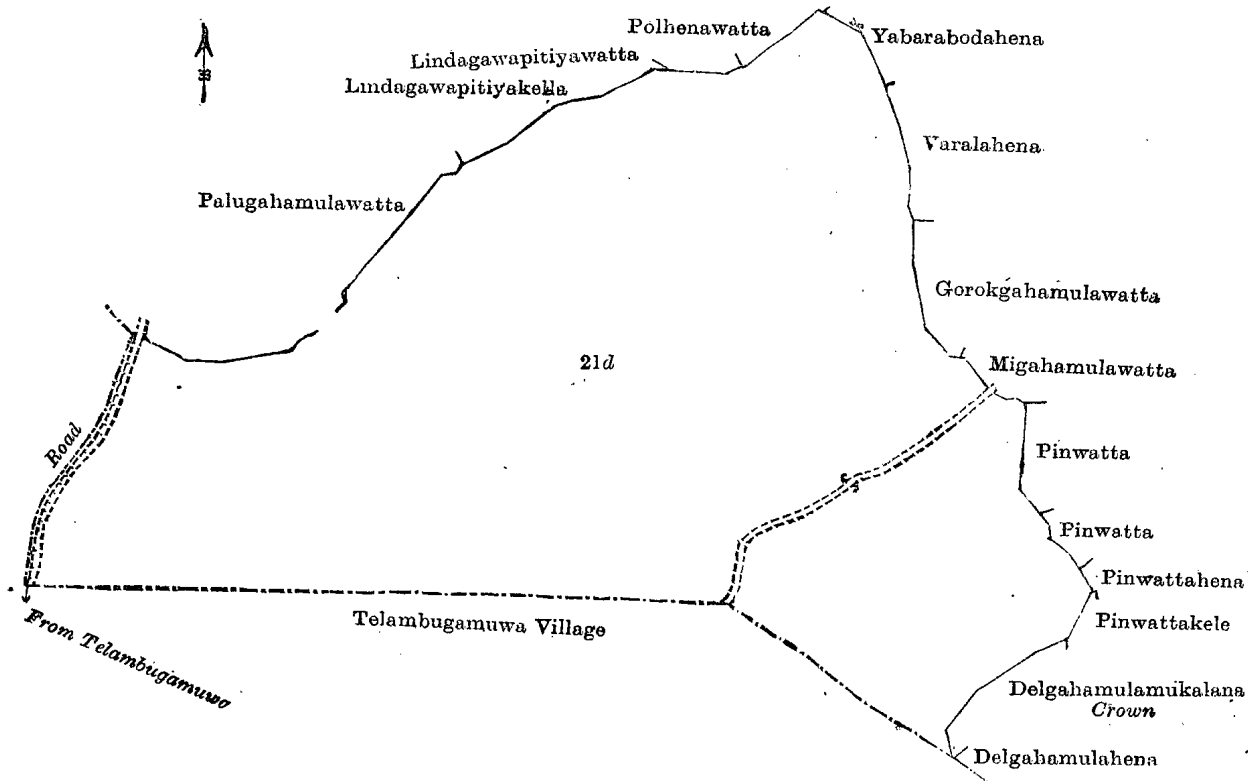 Polhenawatta
Yabarabodahena
Lindagawapitiyawatta
Lindagawapitiyakella
Varalahena
Palugahamulawatta
Gorokgahamulawatta
21d
Migahamulawatta
Road
Pinwatta
Pinwatta
Pinwattahena
Telambugamuwa Village
Pinwattakele
From Telambugamuwo
Delgahamulamukalana
Crown
Delgahamulahena